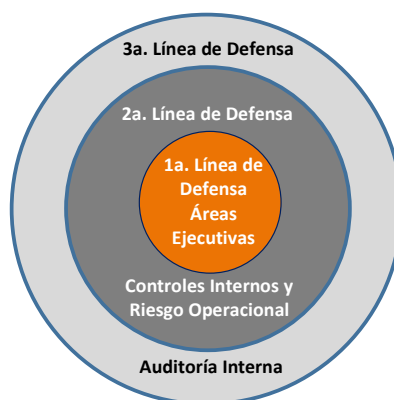 3a. Línea de Defensa
2a. Línea de Defensa
1a. Línea de
Defensa
Áreas
Ejecutivas
Controles Internos y
Riesgo Operacional
Auditoría Interna